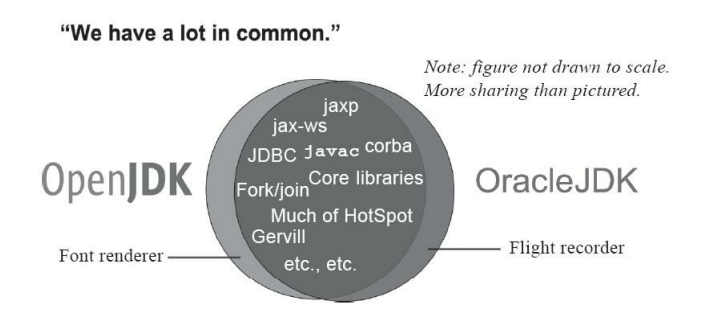 “We have a lot in common.”
Note: figure not drawn to scale.
More sharing than pictured.
jaxp
jax-ws
JDBC javac corba
Fork/join Core libraries
Much of HotSpot
Gervill
etc., etc.
OpenJDK
OracleJDK
Font renderer
Flight recorder